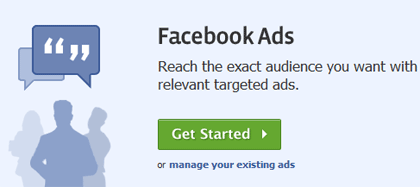 Facebook Ads
Reach the exact audience you want with
relevant targeted ads.
Get Started
or manage your existing ads